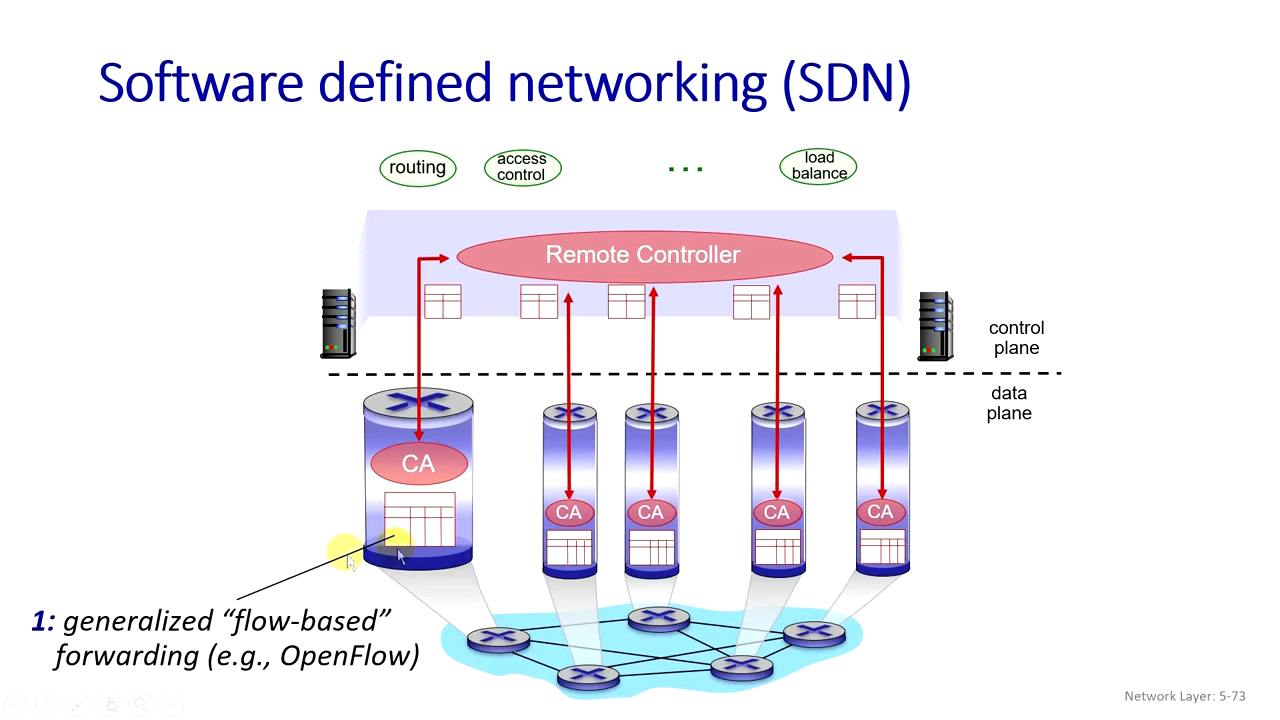 Software defined networking (SDN)
routing
access
control
. . .
load
balance
Remote Controller
control
plane
data
plane
CA
CA
CA
CA
CA
1: generalized “flow-based”
forwarding (e.g., OpenFlow)
Network Layer: 5-73